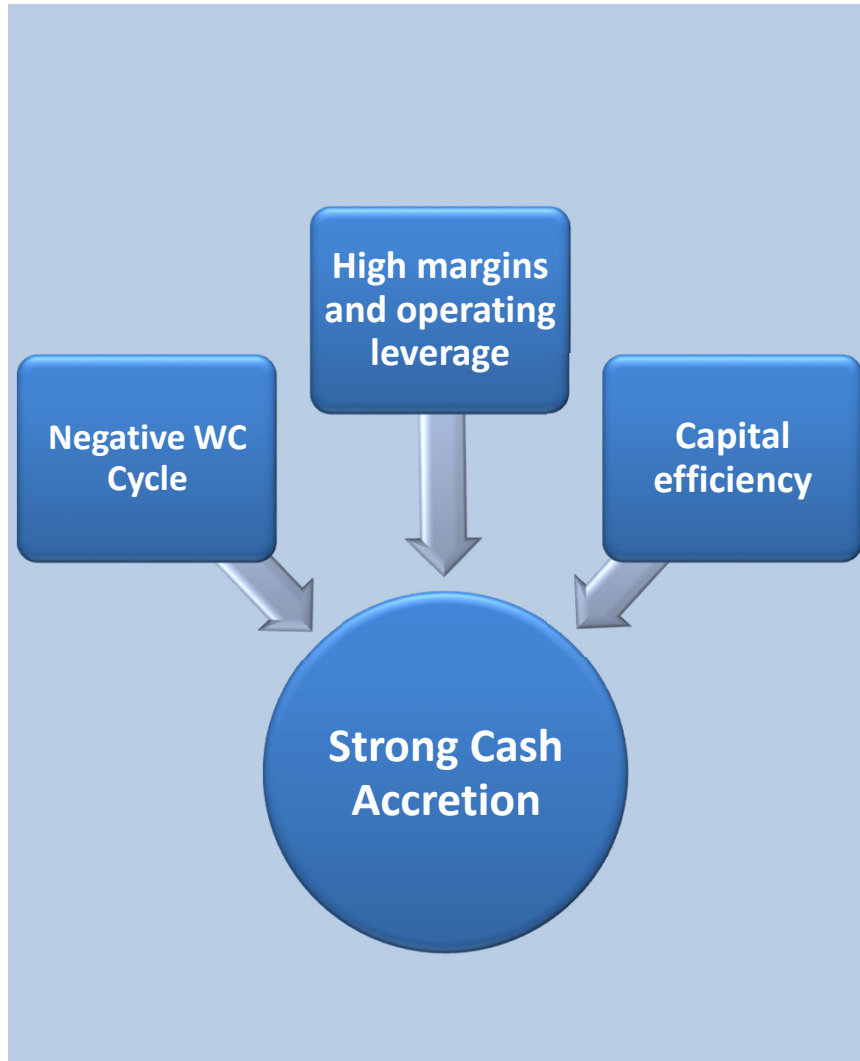 High margins
and operating
leverage
Negative WC
Cycle
Capital
efficiency
Strong Cash
Accretion